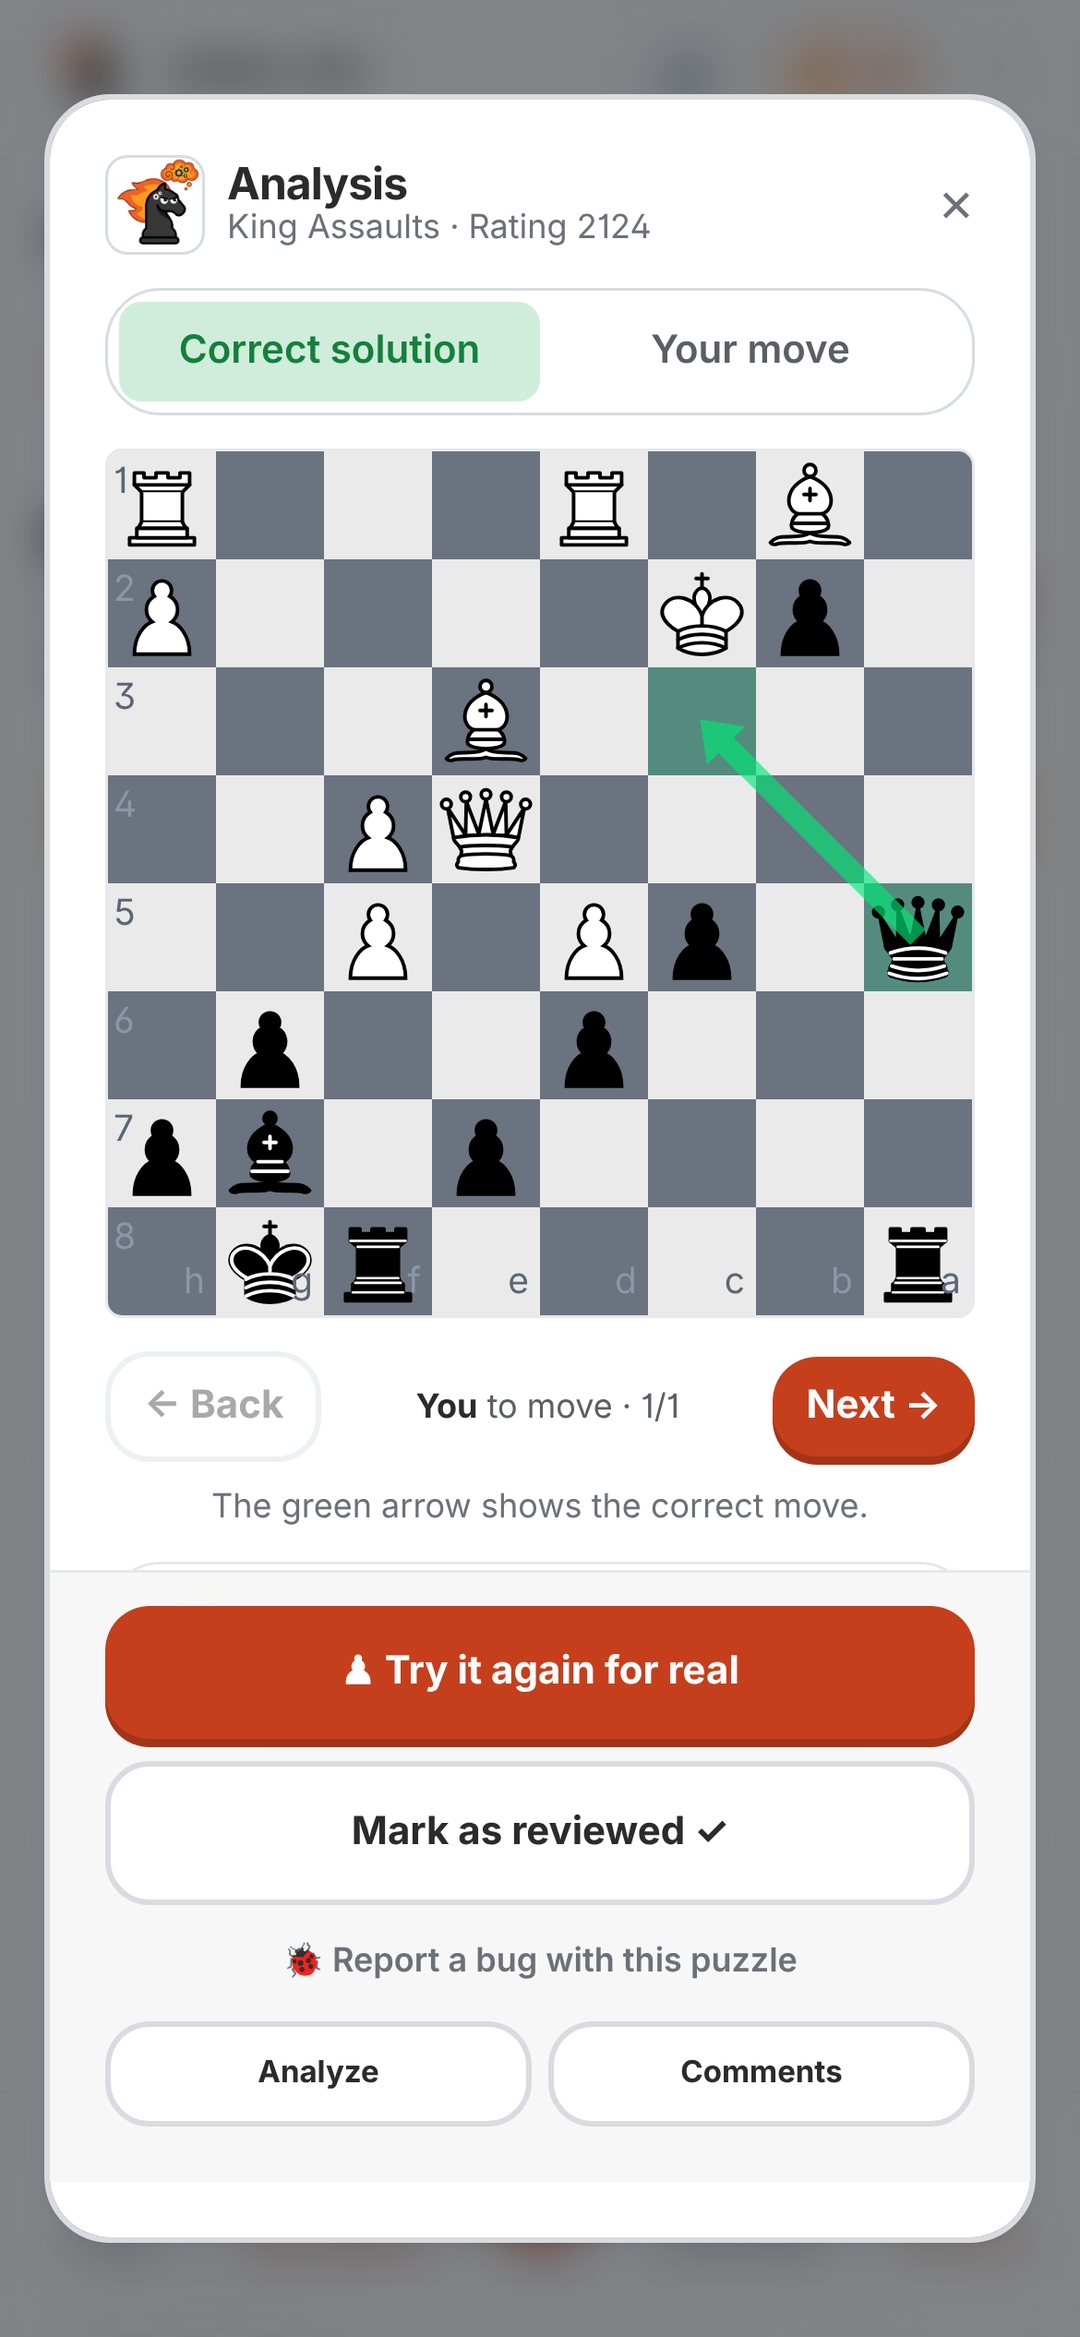 Analysis
King Assaults · Rating 2124
Correct solution
Your move
1
2
3
4
5
6
7
8
h g f e d c b a
← Back
You to move · 1/1
Next →
The green arrow shows the correct move.
Try it again for real
Mark as reviewed ✓
Report a bug with this puzzle
Analyze
Comments